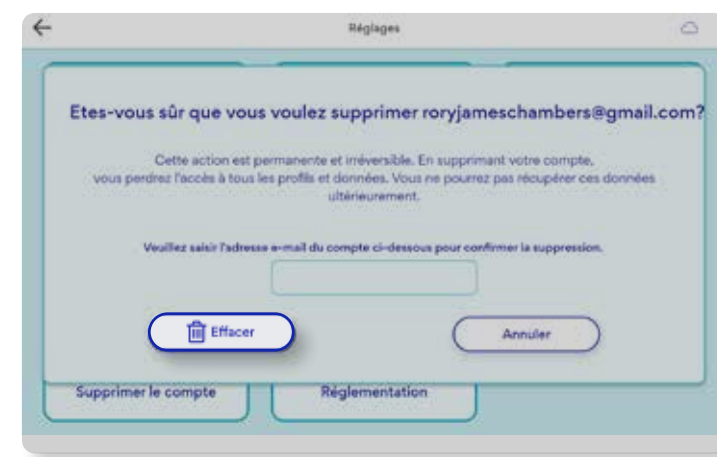 Réglages
Etes-vous sûr que vous voulez supprimer roryjameschambers@gmail.com?
Cette action est permanente et irréversible. En supprimant votre compte,
vous perdrez l'accès à tous les profils et données. Vous ne pourrez pas récupérer ces données
ultérieurement.
Veuillez saisir l'adresse e-mail du compte ci-dessous pour confirmer la suppression.
Effacer
Annuler
Supprimer le compte
Réglementation